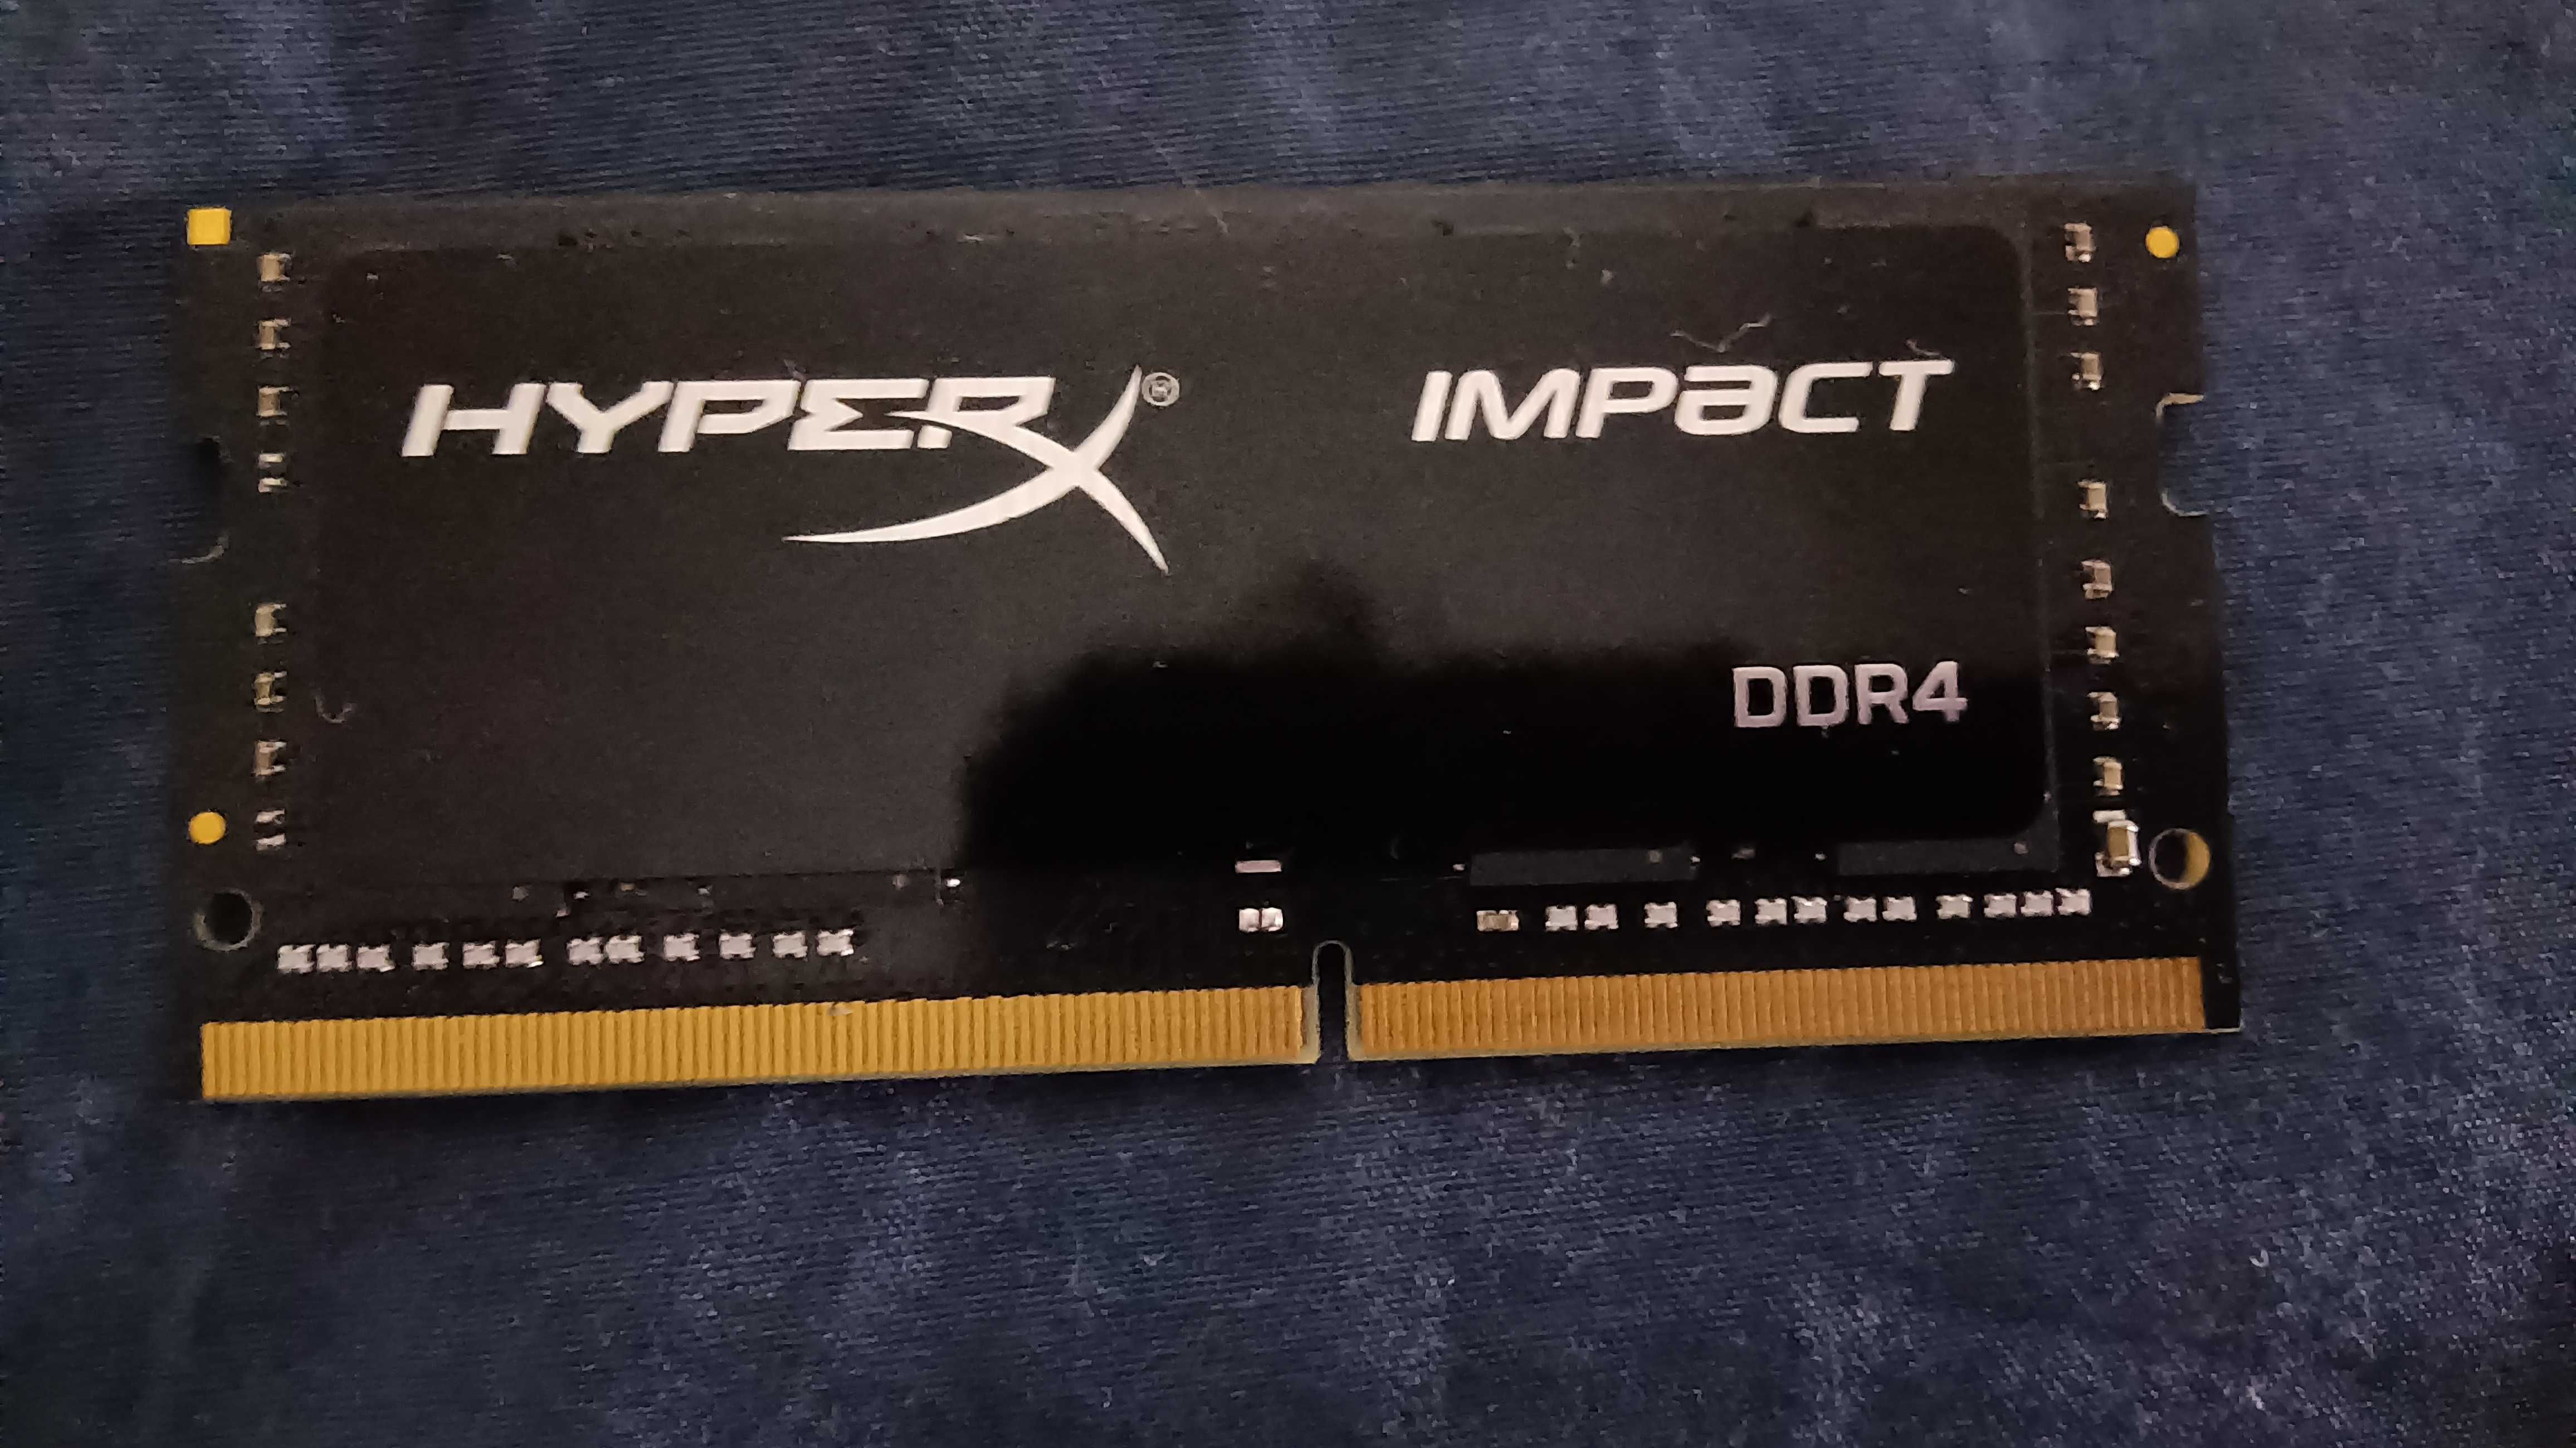 HYPERX® IMPACT
DDR4